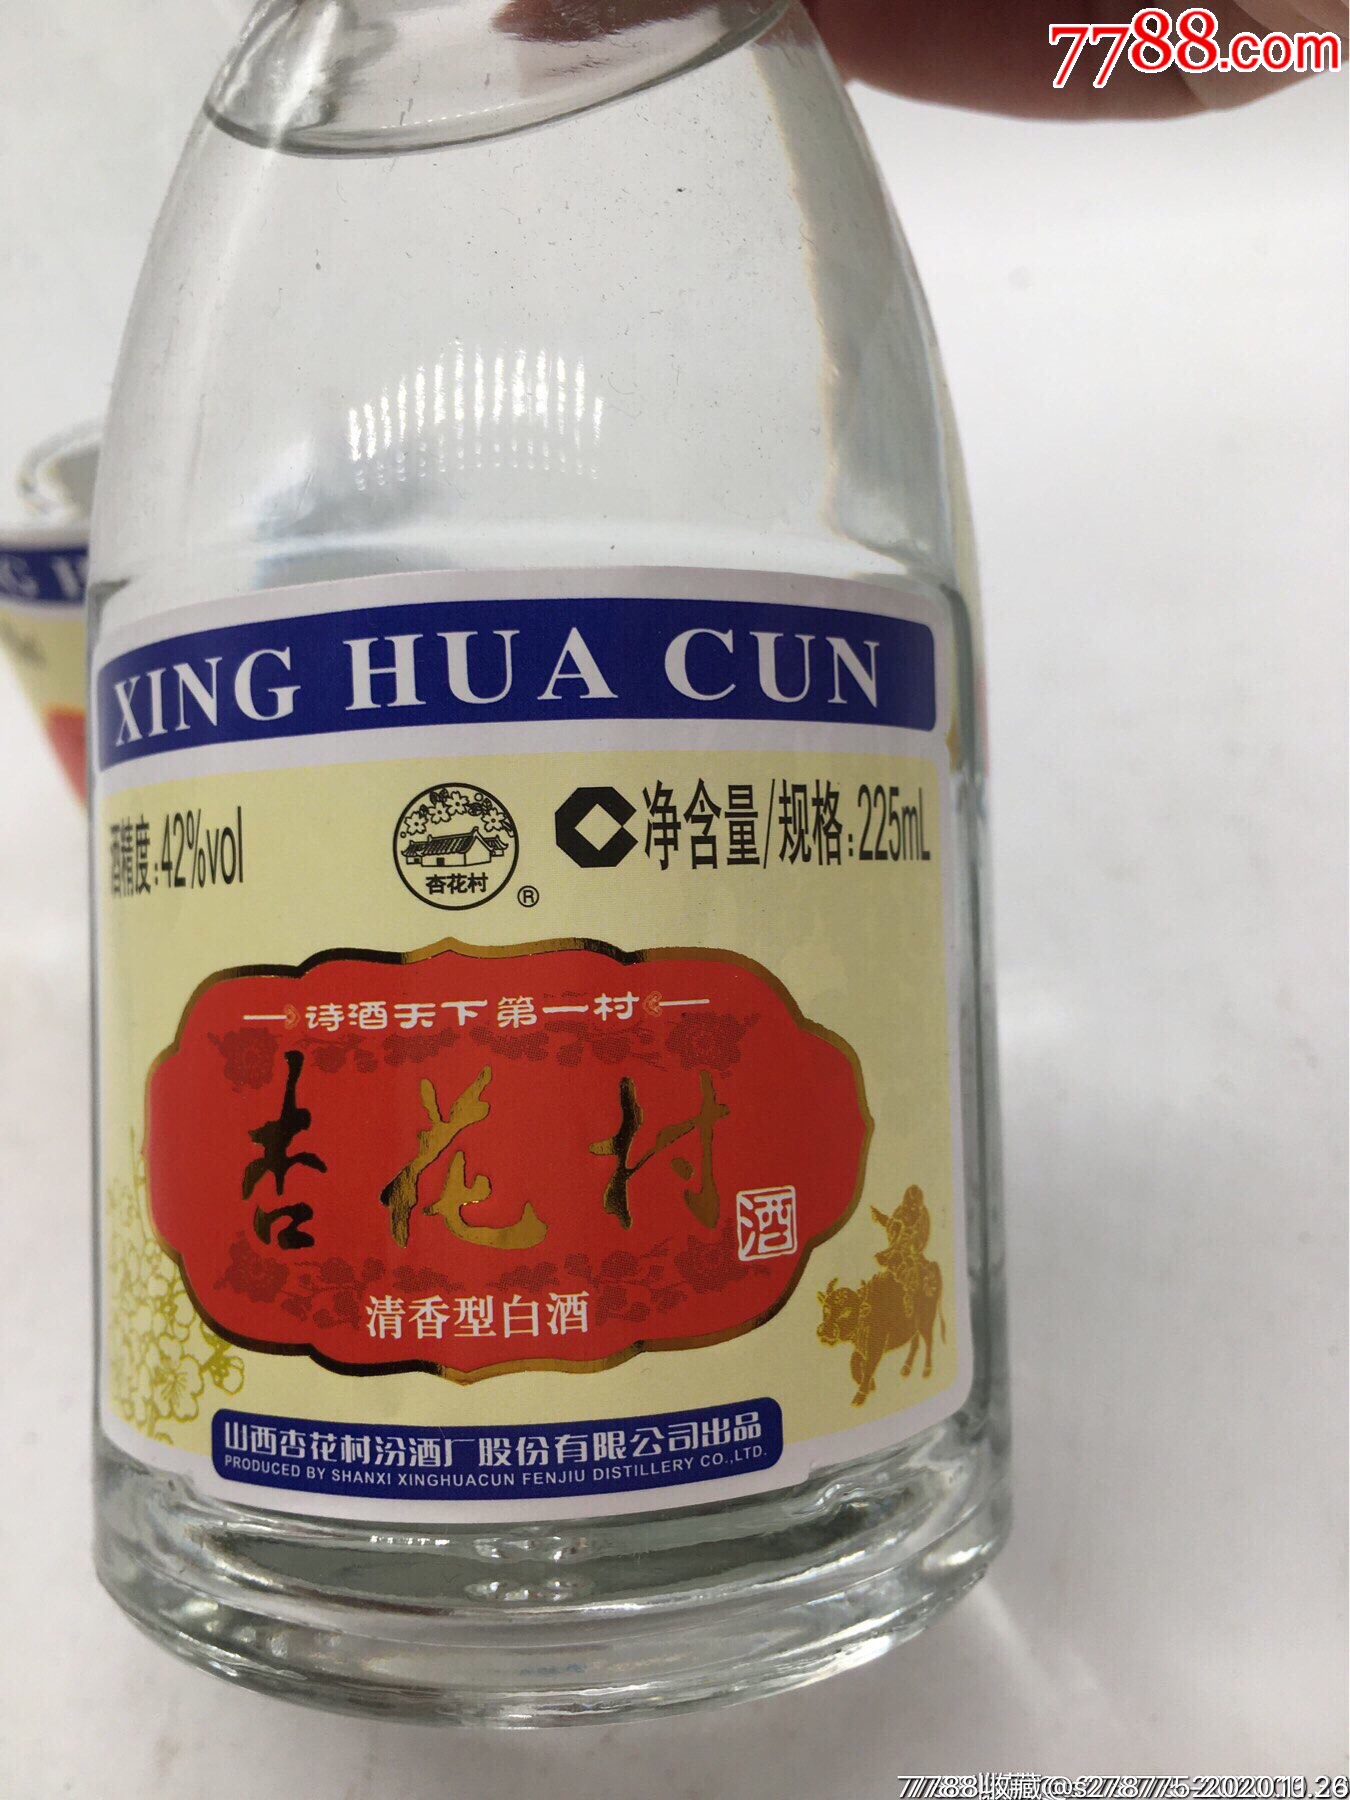 7788.com
XING HUA CUN
酒精度:42%vol
杏花村
®
净含量/规格:225mL
诗酒天下第一村
杏花村
酒
清香型白酒
山西杏花村汾酒厂股份有限公司出品
PRODUCED BY SHANXI XINGHUACUN FENJIU DISTILLERY CO.,LTD.